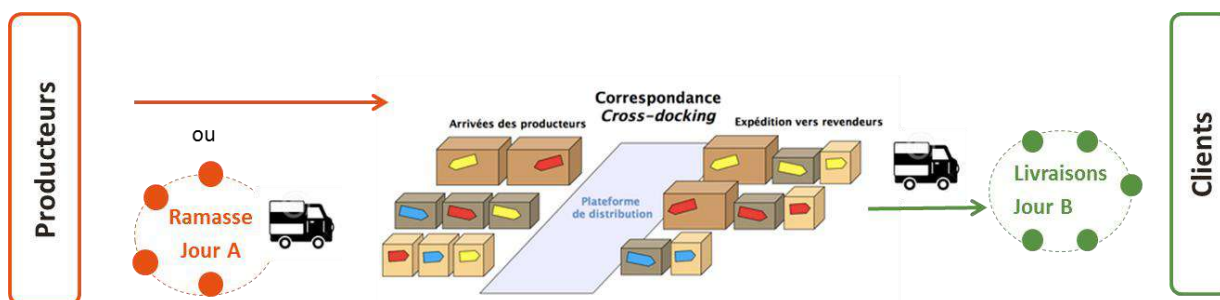 Producteurs
ou
Ramasse
Jour A
Correspondance
Cross-docking
Arrivées des producteurs
Expédition vers revendeurs
Plateforme
de distribution
Livraisons
Jour B
Clients